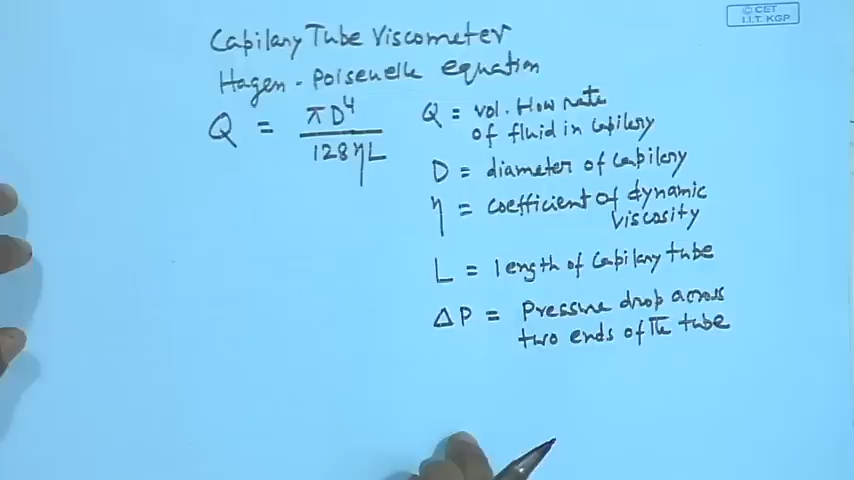 © CET
I.I.T. KGP
Capilary Tube Viscometer
Hagen - Poiseuelle equation
Q = πD⁴ / 128ηL
Q = vol. flow rate
of fluid in capilary
D = diameter of capilary
η = coefficient of dynamic
viscosity
L = length of capilary tube
ΔP = Pressure drop across
two ends of the tube